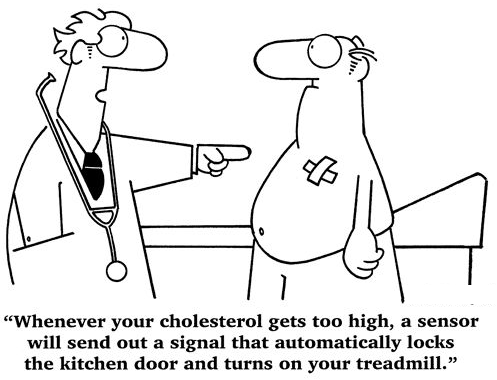 “Whenever your cholesterol gets too high, a sensor
will send out a signal that automatically locks
the kitchen door and turns on your treadmill.”